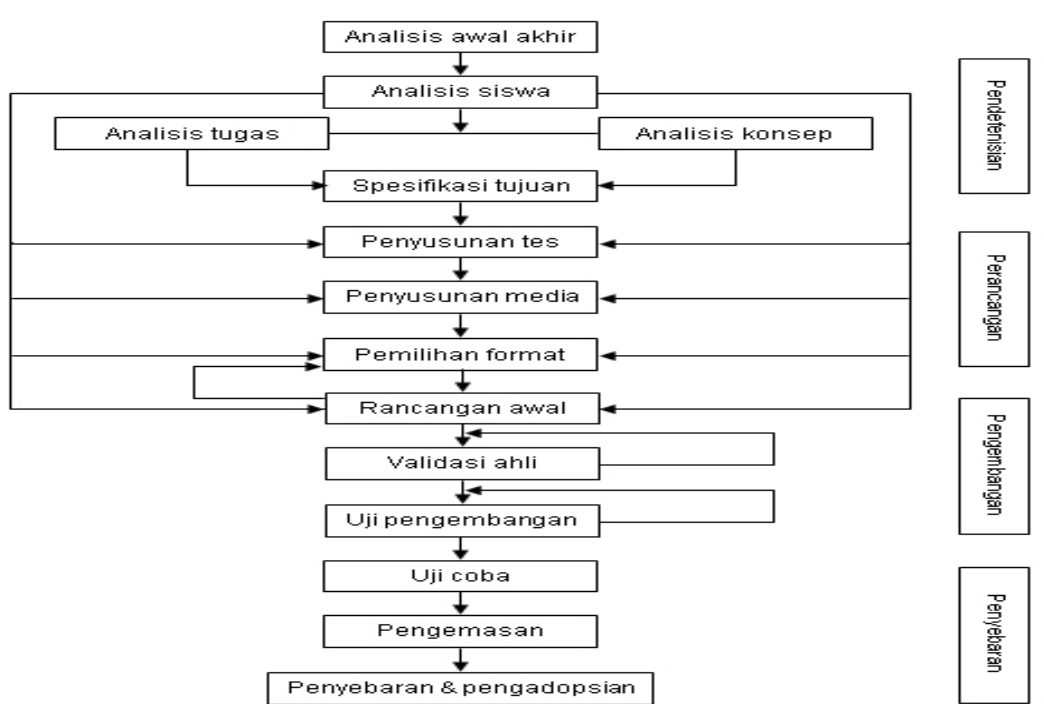 Analisis awal akhir
Analisis siswa
Analisis tugas
Analisis konsep
Spesifikasi tujuan
Penyusunan tes
Penyusunan media
Pemilihan format
Rancangan awal
Validasi ahli
Uji pengembangan
Uji coba
Pengemasan
Penyebaran & pengadopsian
Pendefenisian
Perancangan
Pengembangan
Penyebaran